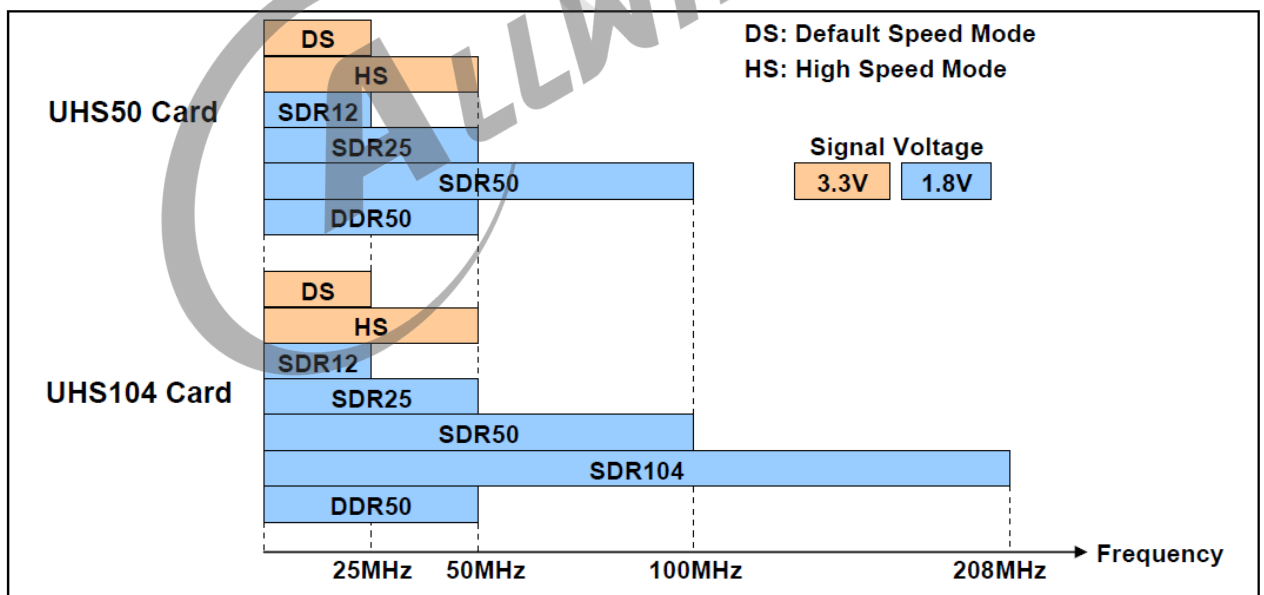 DS
DS: Default Speed Mode
HS
HS: High Speed Mode
UHS50 Card
SDR12
SDR25
Signal Voltage
SDR50
3.3V
1.8V
DDR50
DS
HS
SDR12
UHS104 Card
SDR25
SDR50
SDR104
DDR50
Frequency
25MHz
50MHz
100MHz
208MHz